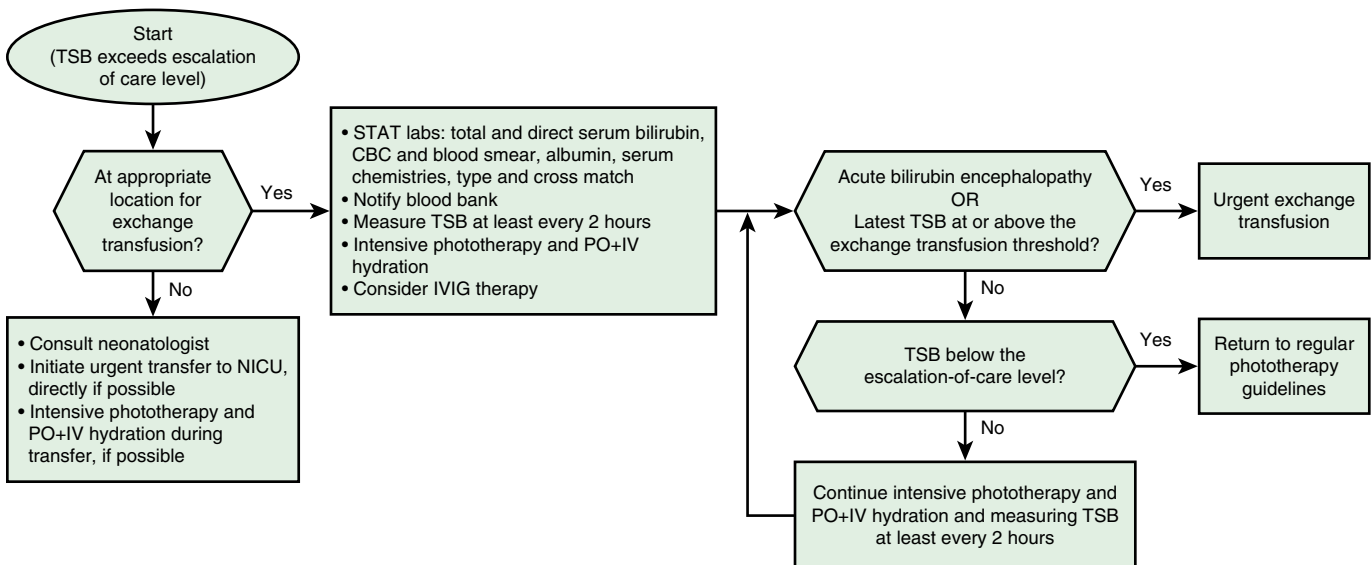 Start
(TSB exceeds escalation
of care level)
At appropriate
location for
exchange
transfusion?
Yes
No
• Consult neonatologist
• Initiate urgent transfer to NICU,
directly if possible
• Intensive phototherapy and
PO+IV hydration during
transfer, if possible
• STAT labs: total and direct serum bilirubin,
CBC and blood smear, albumin, serum
chemistries, type and cross match
• Notify blood bank
• Measure TSB at least every 2 hours
• Intensive phototherapy and PO+IV
hydration
• Consider IVIG therapy
Acute bilirubin encephalopathy
OR
Latest TSB at or above the
exchange transfusion threshold?
Yes
Urgent exchange
transfusion
No
TSB below the
escalation-of-care level?
Yes
Return to regular
phototherapy
guidelines
No
Continue intensive phototherapy and
PO+IV hydration and measuring TSB
at least every 2 hours